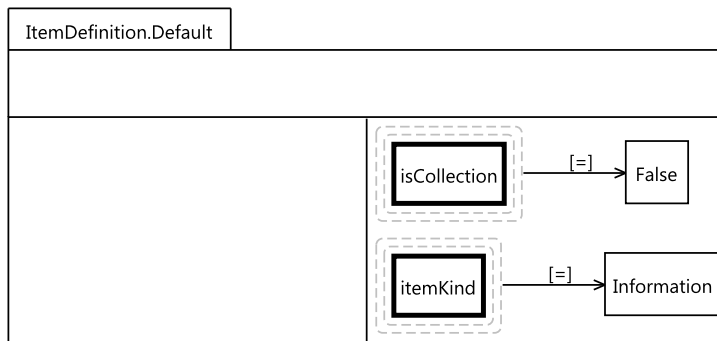 ItemDefinition.Default
isCollection
[=]
False
itemKind
[=]
Information